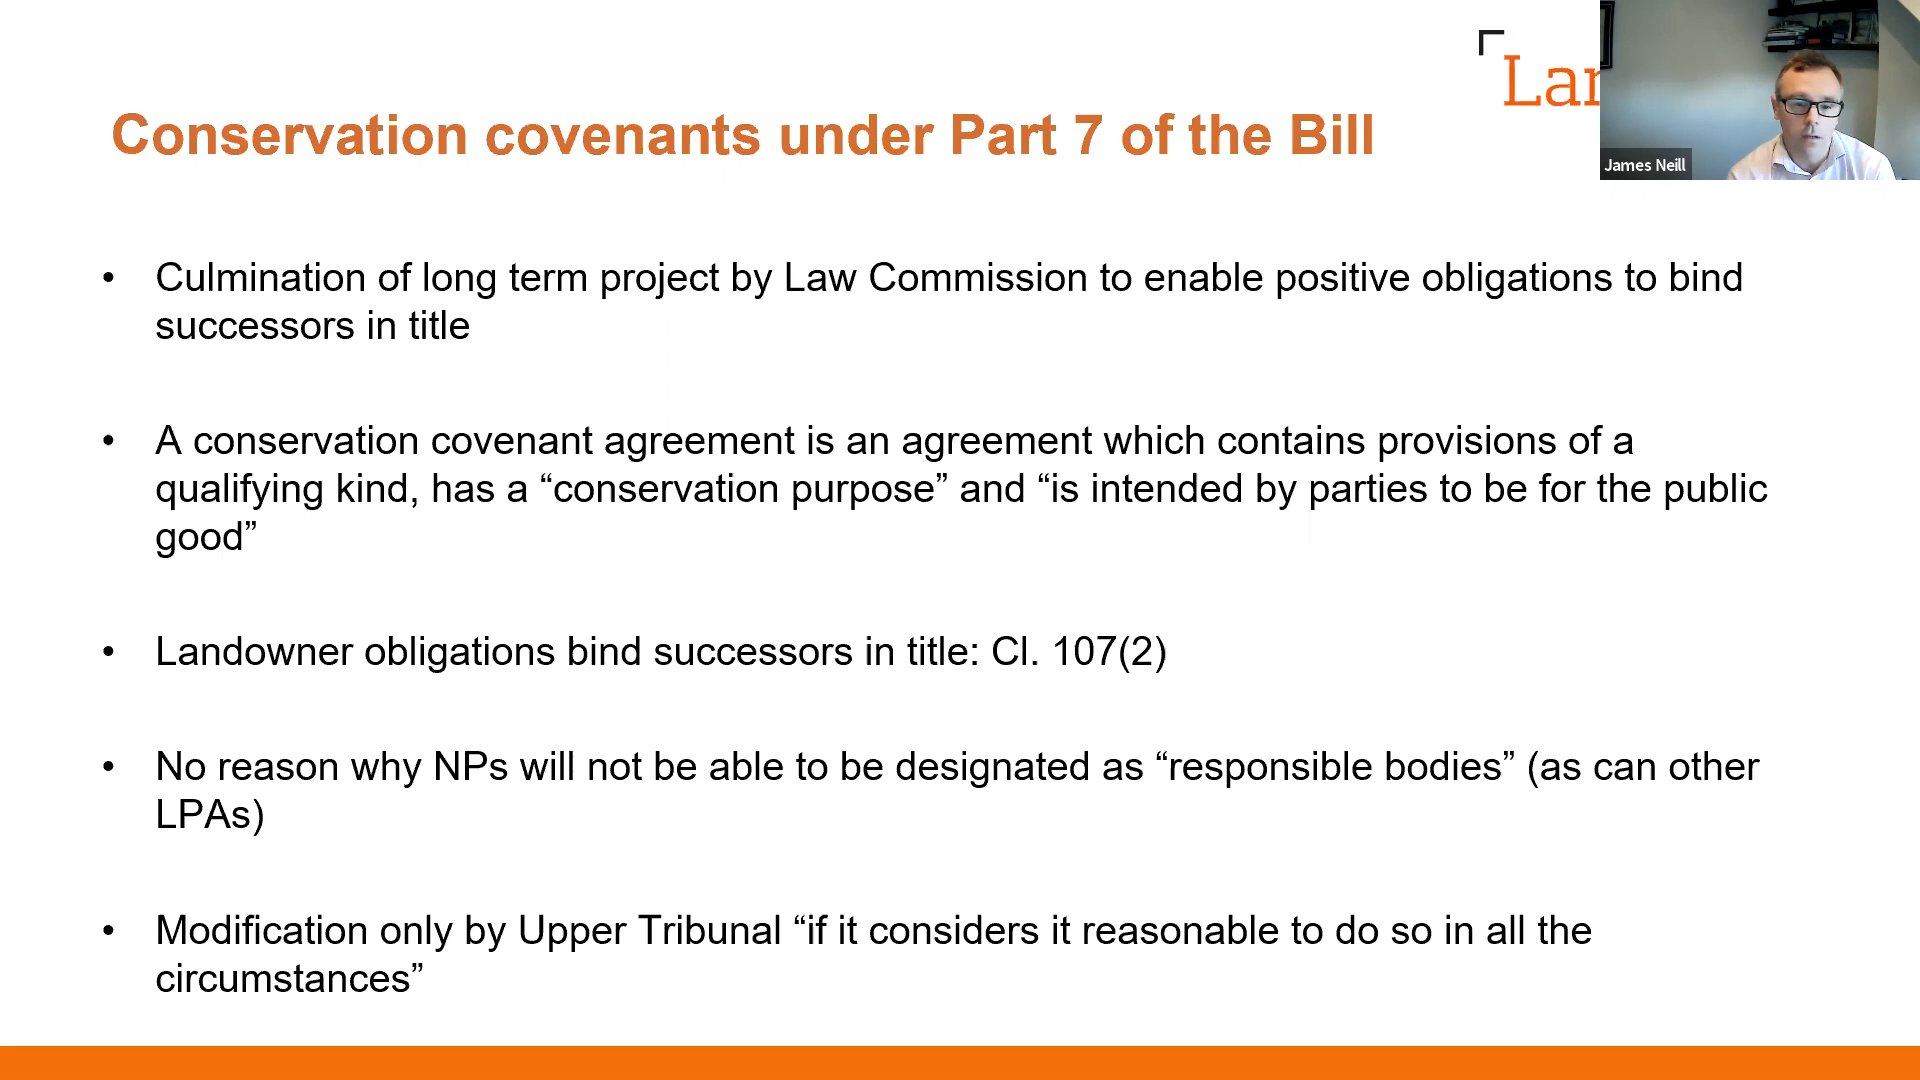 Lan
Conservation covenants under Part 7 of the Bill
James Neill
• Culmination of long term project by Law Commission to enable positive obligations to bind
successors in title
• A conservation covenant agreement is an agreement which contains provisions of a
qualifying kind, has a “conservation purpose” and “is intended by parties to be for the public
good”
• Landowner obligations bind successors in title: Cl. 107(2)
• No reason why NPs will not be able to be designated as “responsible bodies” (as can other
LPAs)
• Modification only by Upper Tribunal “if it considers it reasonable to do so in all the
circumstances”